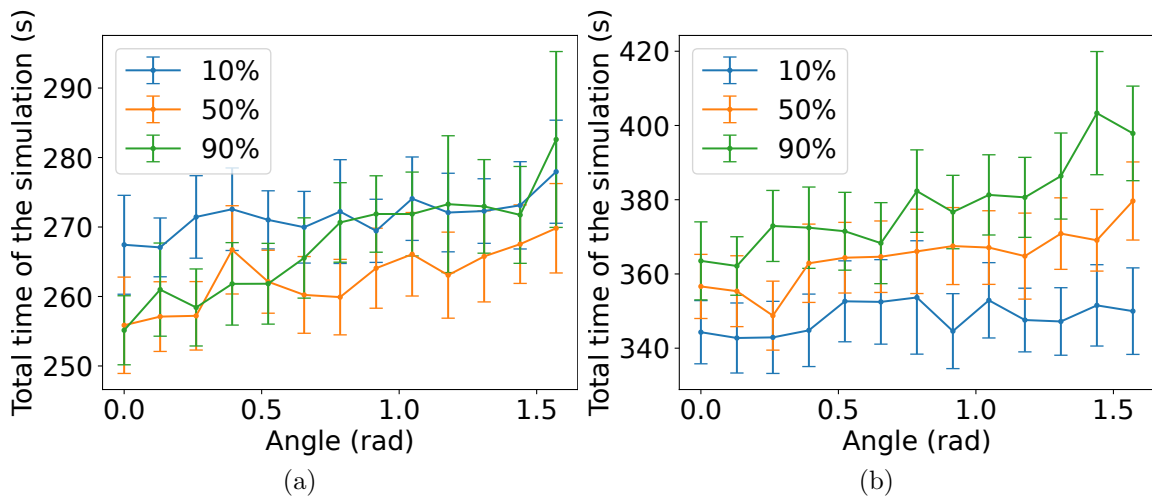 Total time of the simulation (s)
290
280
270
260
250
10%
50%
90%
0.0 0.5 1.0 1.5
Angle (rad)
(a)
Total time of the simulation (s)
420
400
380
360
340
10%
50%
90%
0.0 0.5 1.0 1.5
Angle (rad)
(b)